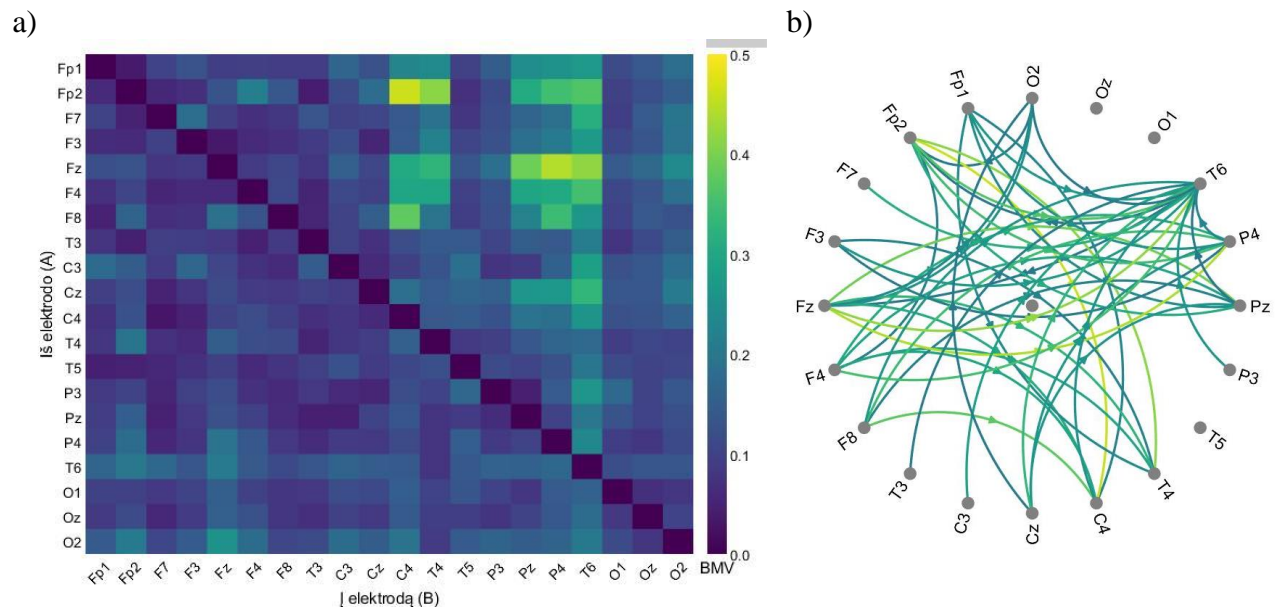 a)
b)
Fp1
Fp2
F7
F3
Fz
F4
F8
T3
C3
Cz
C4
T4
T5
P3
Pz
P4
T6
O1
Oz
O2
Iš elektrodo (A)
Fp1 Fp2 F7 F3 Fz F4 F8 T3 C3 Cz C4 T4 T5 P3 Pz P4 T6 O1 Oz O2
Į elektrodą (B)
0.5
0.4
0.3
0.2
0.1
0.0
BMV
O2
Oz
O1
T6
P4
Pz
P3
T5
T4
C4
Cz
C3
T3
F8
F4
Fz
F3
F7
Fp2
Fp1